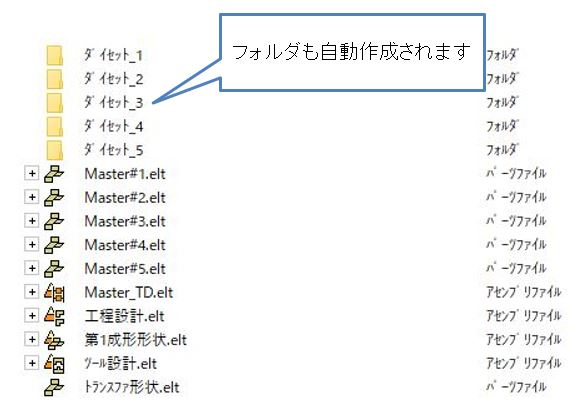 フォルダも自動作成されます
ﾀﾞｲｾｯﾄ_1 ﾌｫﾙﾀﾞ
ﾀﾞｲｾｯﾄ_2 ﾌｫﾙﾀﾞ
ﾀﾞｲｾｯﾄ_3 ﾌｫﾙﾀﾞ
ﾀﾞｲｾｯﾄ_4 ﾌｫﾙﾀﾞ
ﾀﾞｲｾｯﾄ_5 ﾌｫﾙﾀﾞ
Master#1.elt ﾊﾟｰﾂﾌｧｲﾙ
Master#2.elt ﾊﾟｰﾂﾌｧｲﾙ
Master#3.elt ﾊﾟｰﾂﾌｧｲﾙ
Master#4.elt ﾊﾟｰﾂﾌｧｲﾙ
Master#5.elt ﾊﾟｰﾂﾌｧｲﾙ
Master_TD.elt ｱｾﾝﾌﾞﾘﾌｧｲﾙ
工程設計.elt ｱｾﾝﾌﾞﾘﾌｧｲﾙ
第1成形形状.elt ｱｾﾝﾌﾞﾘﾌｧｲﾙ
ﾂｰﾙ設計.elt ｱｾﾝﾌﾞﾘﾌｧｲﾙ
ﾄﾗﾝｽﾌｧ形状.elt ﾊﾟｰﾂﾌｧｲﾙ